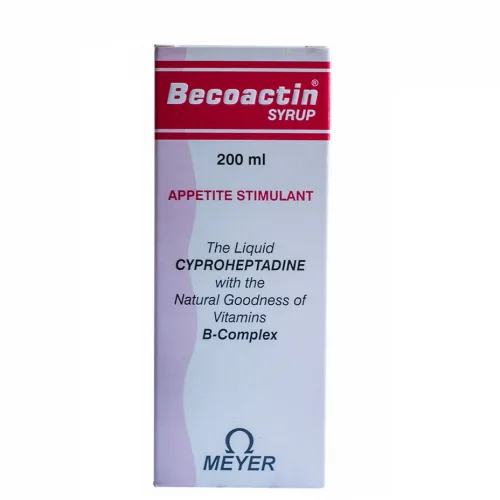 Becoactin®
SYRUP
200 ml
APPETITE STIMULANT
The Liquid
CYPROHEPTADINE
with the
Natural Goodness of
Vitamins
B-Complex
Ω
MEYER